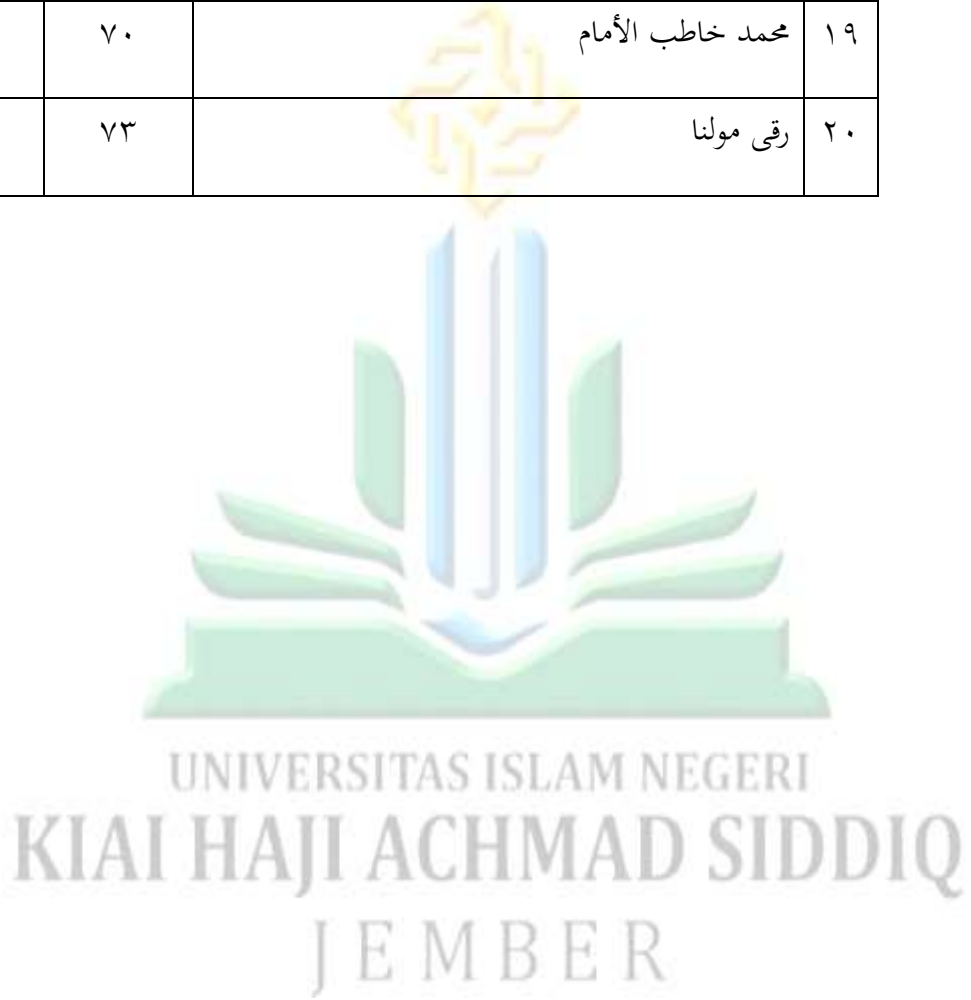 ١٩ محمد خاطب الأمام ٧٠
٢٠ رقى مولنا ٧٣
UNIVERSITAS ISLAM NEGERI
KIAI HAJI ACHMAD SIDDIQ
JEMBER